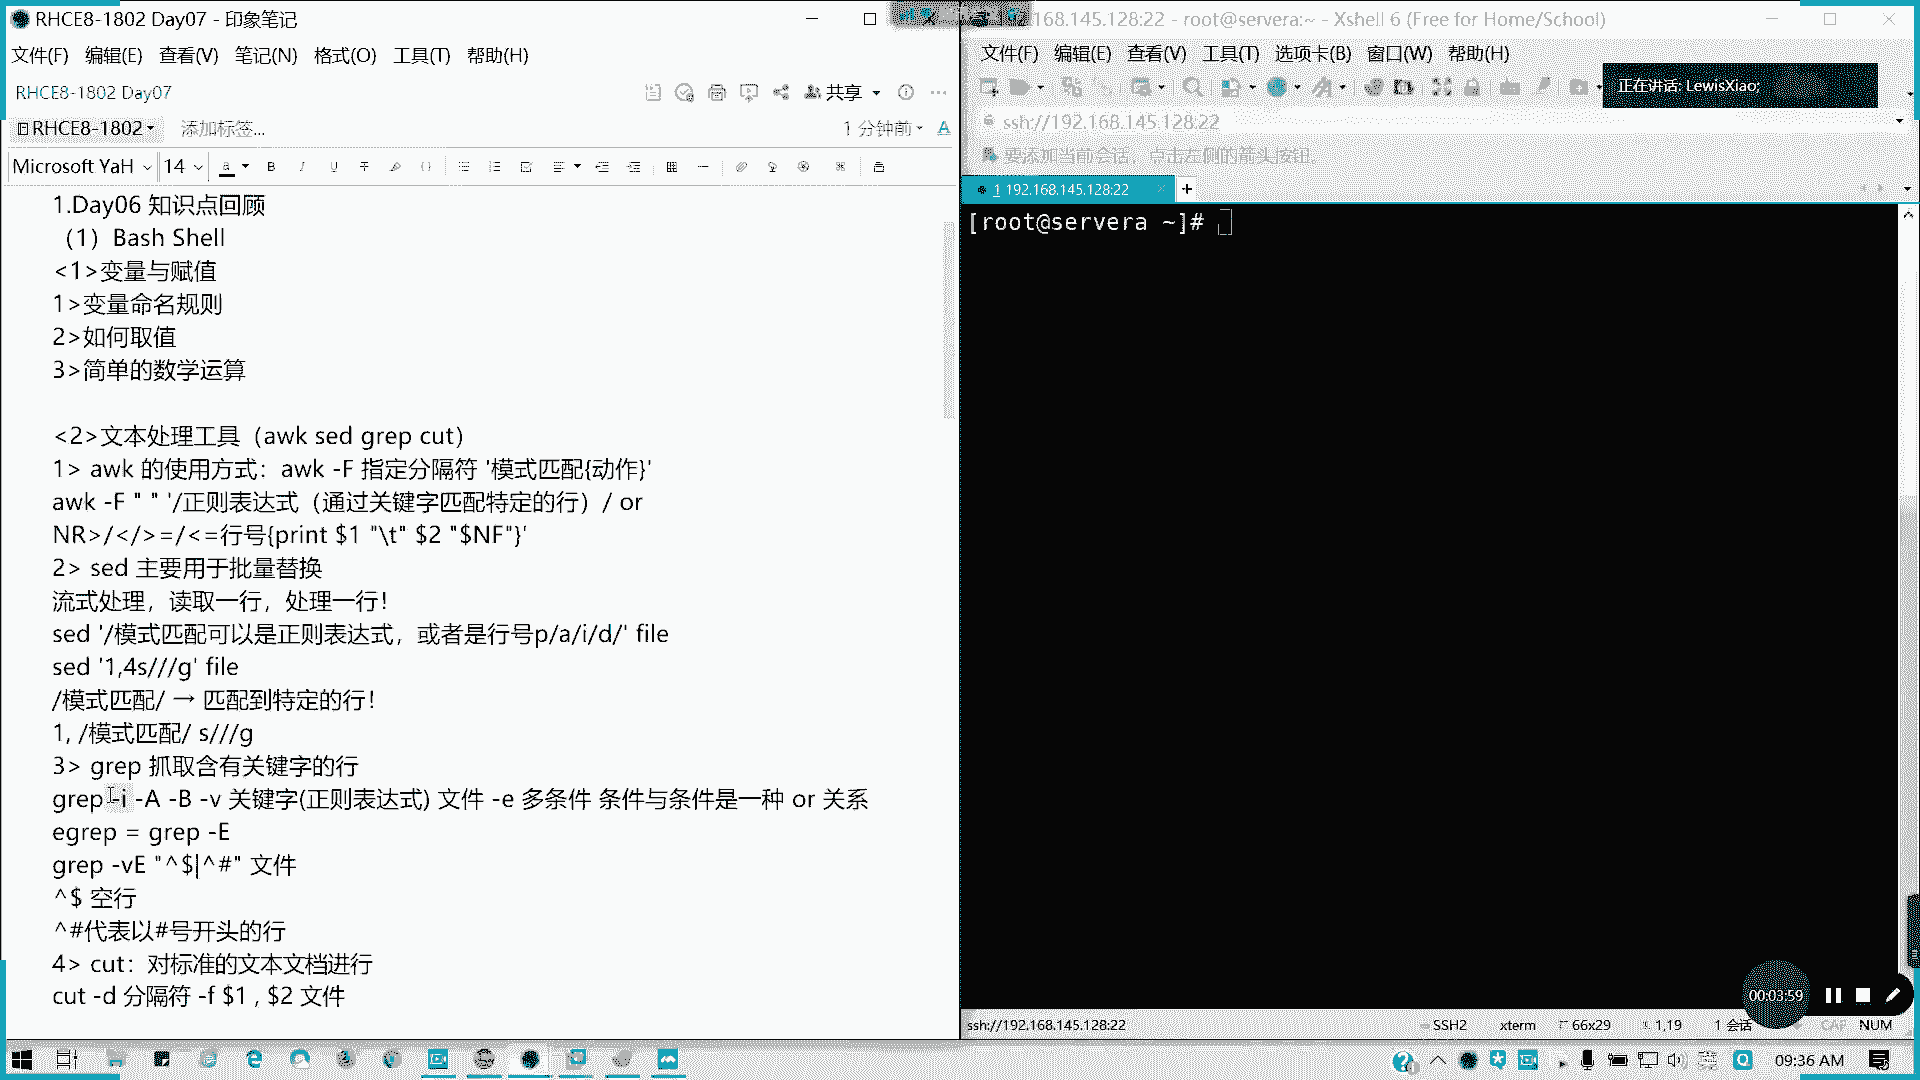 RHCE8-1802 Day07 - 印象笔记
文件(F) 编辑(E) 查看(V) 笔记(N) 格式(O) 工具(T) 帮助(H)
RHCE8-1802 Day07
共享
RHCE8-1802
添加标签...
1 分钟前
Microsoft YaH 14
1.Day06 知识点回顾
（1）Bash Shell
<1>变量与赋值
1>变量命名规则
2>如何取值
3>简单的数学运算
<2>文本处理工具（awk sed grep cut）
1> awk 的使用方式：awk -F 指定分隔符 '模式匹配{动作}'
awk -F " " '/正则表达式（通过关键字匹配特定的行）/ or
NR>/</>=/<=行号{print $1 "\t" $2 "$NF"}'
2> sed 主要用于批量替换
流式处理，读取一行，处理一行！
sed '/模式匹配可以是正则表达式，或者是行号p/a/i/d/' file
sed '1,4s///g' file
/模式匹配/ → 匹配到特定的行！
1, /模式匹配/ s///g
3> grep 抓取含有关键字的行
grep -i -A -B -v 关键字(正则表达式) 文件 -e 多条件 条件与条件是一种 or 关系
egrep = grep -E
grep -vE "^$|^#" 文件
^$ 空行
^#代表以#号开头的行
4> cut：对标准的文本文档进行
cut -d 分隔符 -f $1 , $2 文件
168.145.128:22 - root@servera:~ - Xshell 6 (Free for Home/School)
文件(F) 编辑(E) 查看(V) 工具(T) 选项卡(B) 窗口(W) 帮助(H)
正在讲话: LewisXiao;
ssh://192.168.145.128:22
要添加当前会话，点击左侧的箭头按钮。
1 192.168.145.128:22
[root@servera ~]#
00:03:59
ssh://192.168.145.128:22 SSH2 xterm 66x29 1,19 1 会话 CAP NUM
09:36 AM